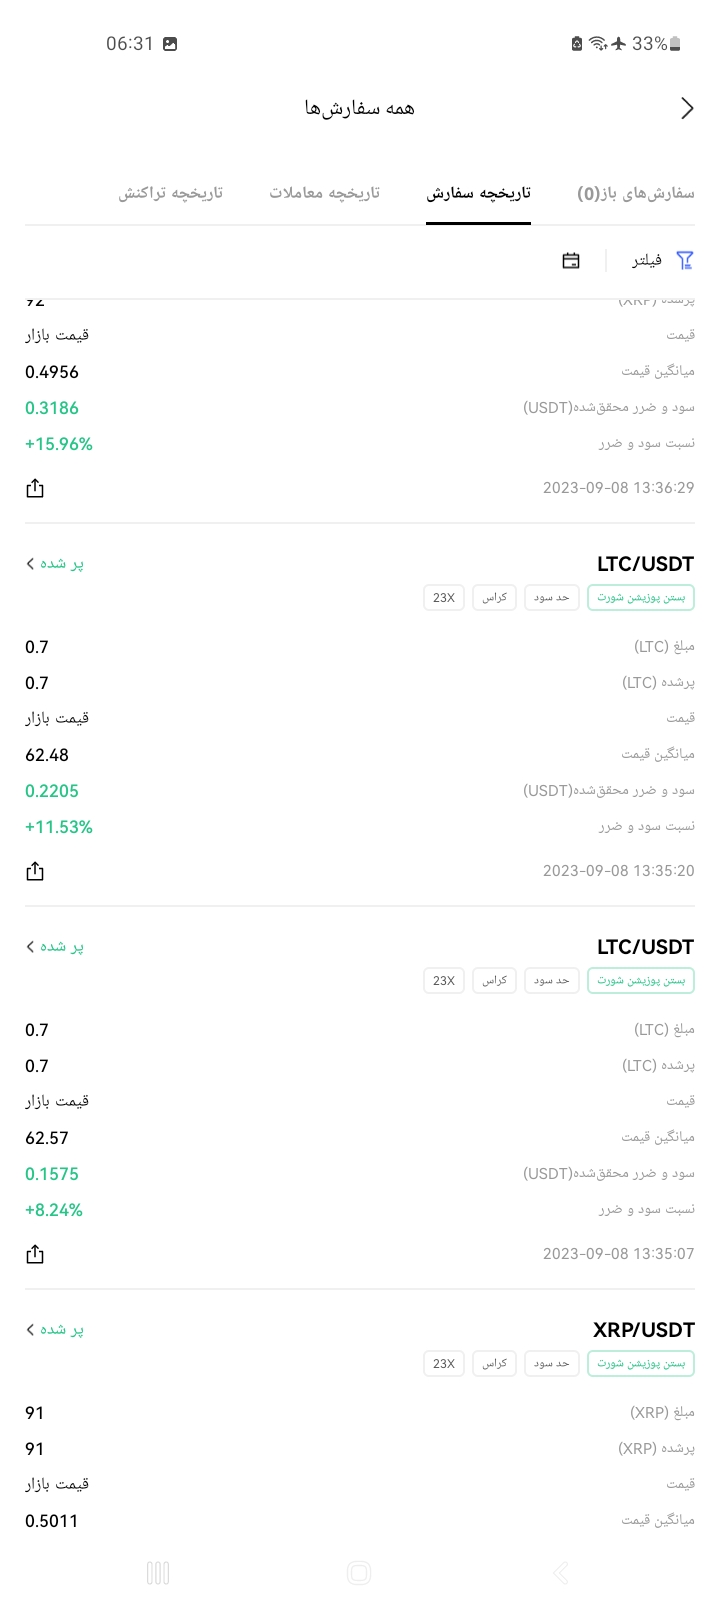 06:31
33%
همه سفارش‌ها
سفارش‌های باز(0) تاریخچه سفارش تاریخچه معاملات تاریخچه تراکنش
فیلتر
پرشده (XRP) 92
قیمت قیمت بازار
میانگین قیمت 0.4956
سود و ضرر محقق‌شده(USDT) 0.3186
نسبت سود و ضرر +15.96%
2023-09-08 13:36:29
LTC/USDT پر شده
بستن پوزیشن شورت حد سود کراس 23X
مبلغ (LTC) 0.7
پرشده (LTC) 0.7
قیمت قیمت بازار
میانگین قیمت 62.48
سود و ضرر محقق‌شده(USDT) 0.2205
نسبت سود و ضرر +11.53%
2023-09-08 13:35:20
LTC/USDT پر شده
بستن پوزیشن شورت حد سود کراس 23X
مبلغ (LTC) 0.7
پرشده (LTC) 0.7
قیمت قیمت بازار
میانگین قیمت 62.57
سود و ضرر محقق‌شده(USDT) 0.1575
نسبت سود و ضرر +8.24%
2023-09-08 13:35:07
XRP/USDT پر شده
بستن پوزیشن شورت حد سود کراس 23X
مبلغ (XRP) 91
پرشده (XRP) 91
قیمت قیمت بازار
میانگین قیمت 0.5011